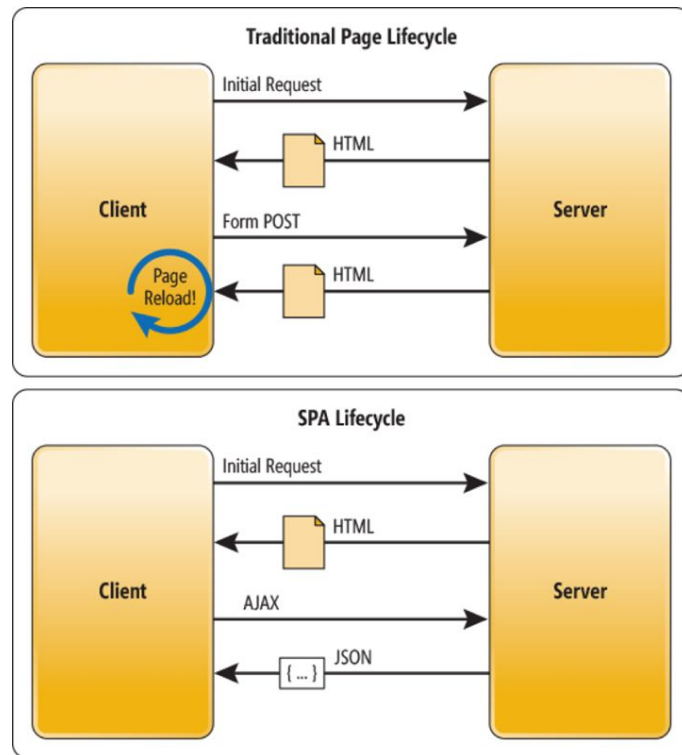 Traditional Page Lifecycle
Initial Request
HTML
Client
Server
Form POST
Page
Reload!
HTML
SPA Lifecycle
Initial Request
HTML
Client
Server
AJAX
JSON
{ ... }